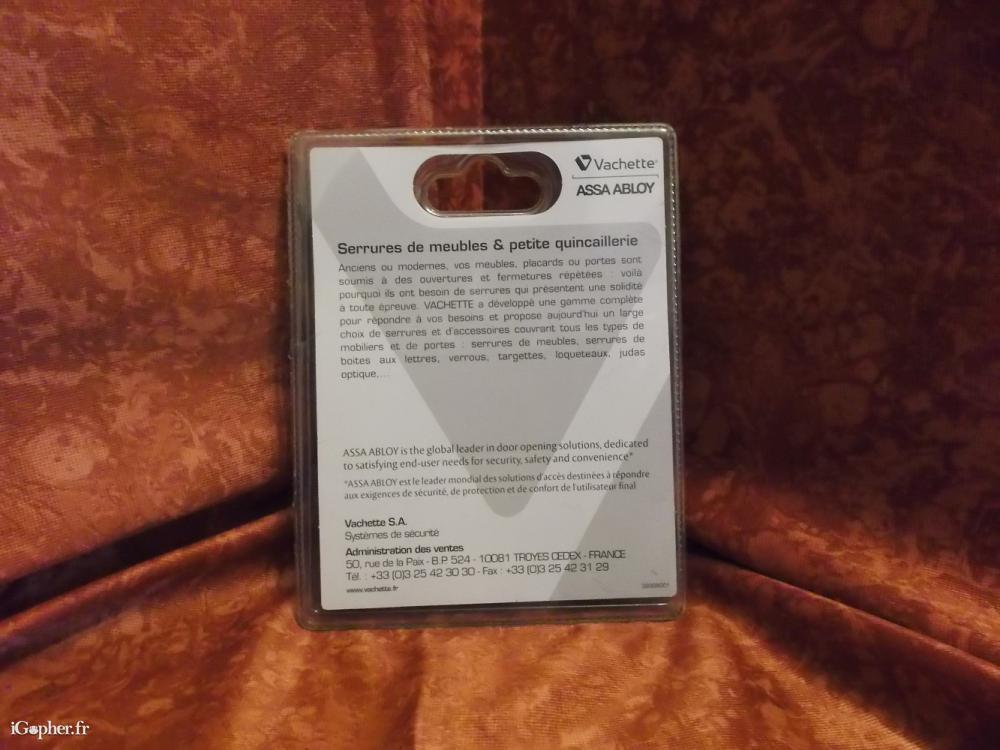 Vachette
ASSA ABLOY
Serrures de meubles & petite quincaillerie
Anciens ou modernes, vos meubles, placards ou portes sont
soumis à des ouvertures et fermetures répétées : voilà
pourquoi ils ont besoin de serrures qui présentent une solidité
à toute épreuve. VACHETTE a développé une gamme complète
pour répondre à vos besoins et propose aujourd'hui un large
choix de serrures et d'accessoires couvrant tous les types de
mobiliers et de portes : serrures de meubles, serrures de
boites aux lettres, verrous, targettes, loqueteaux, judas
optique,...
ASSA ABLOY is the global leader in door opening solutions, dedicated
to satisfying end-user needs for security, safety and convenience*
*ASSA ABLOY est le leader mondial des solutions d'accès destinées à répondre
aux exigences de sécurité, de protection et de confort de l'utilisateur final
Vachette S.A.
Systèmes de sécurité
Administration des ventes
50, rue de la Paix - B.P 524 - 10081 TROYES CEDEX - FRANCE
Tél. : +33 (0)3 25 42 30 30 - Fax : +33 (0)3 25 42 31 29
www.vachette.fr
iGopher.fr